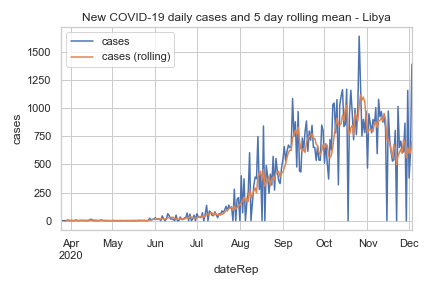 New COVID-19 daily cases and 5 day rolling mean - Libya
cases
cases (rolling)
1500
1250
1000
750
500
250
0
cases
Apr May Jun Jul Aug Sep Oct Nov Dec
2020
dateRep